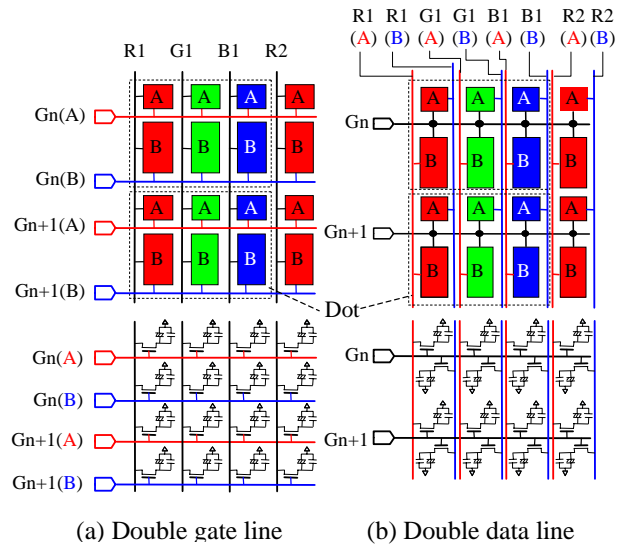 R1 G1 B1 R2
Gn(A)
A A A A
B B B B
Gn(B)
Gn+1(A)
A A A A
B B B B
Gn+1(B)
R1 R1 G1 G1 B1 B1 R2 R2
(A) (B) (A) (B) (A) (B) (A) (B)
A A A A
Gn
B B B B
A A A A
Gn+1
B B B B
Dot
Gn(A)
Gn(B)
Gn+1(A)
Gn+1(B)
Gn
Gn+1
(a) Double gate line
(b) Double data line